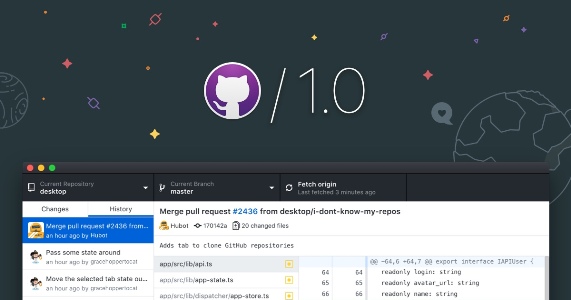 / 1.0
Current Repository
desktop
Current Branch
master
Fetch origin
Last fetched 3 minutes ago
Changes
History
Merge pull request #2436 from...
an hour ago by Hubot
Pass some state around
an hour ago by gracehoppertocat
Move the selected tab state ou...
an hour ago by gracehoppertocat
Merge pull request #2436 from desktop/i-dont-know-my-repos
Hubot 170142a 20 changed files
Adds tab to clone GitHub repositories
app/src/lib/api.ts
app/src/lib/app-state.ts
app/src/lib/dispatcher/app-store.ts
@@ -64,6 +64,7 @@ export interface IAPIUser {
64 64 readonly login: string
65 65 readonly avatar_url: string
66 66 readonly name: string